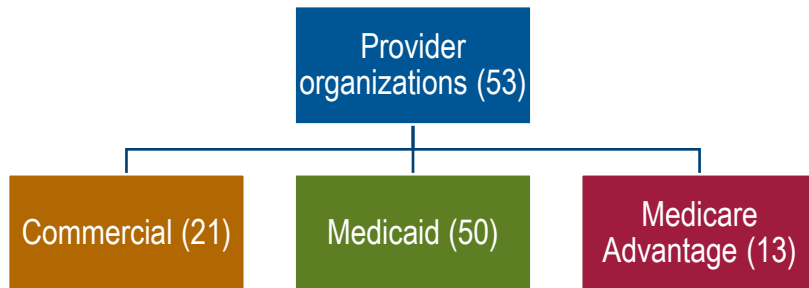 Provider
organizations (53)
Commercial (21)
Medicaid (50)
Medicare
Advantage (13)